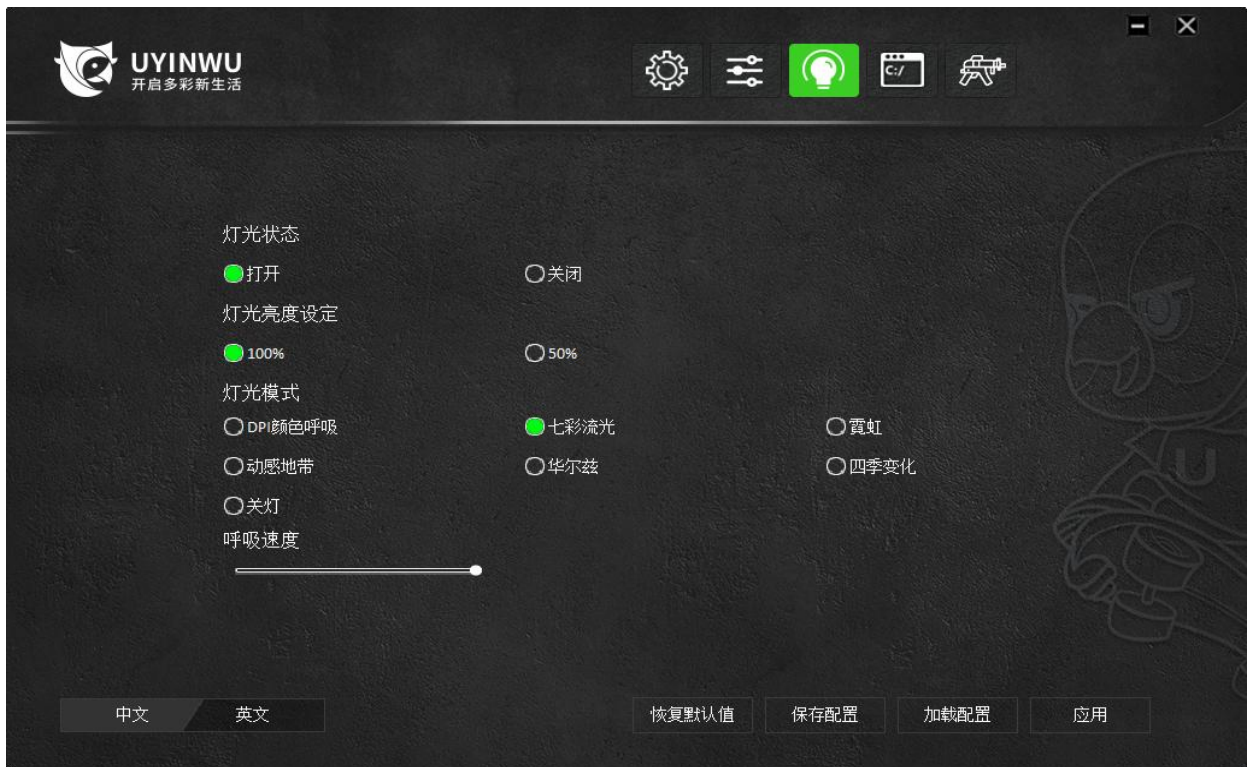 UYINWU
开启多彩新生活
C:/
灯光状态
打开 关闭
灯光亮度设定
100% 50%
灯光模式
DPI颜色呼吸 七彩流光 霓虹
动感地带 华尔兹 四季变化
关灯
呼吸速度
U
中文 英文 恢复默认值 保存配置 加载配置 应用